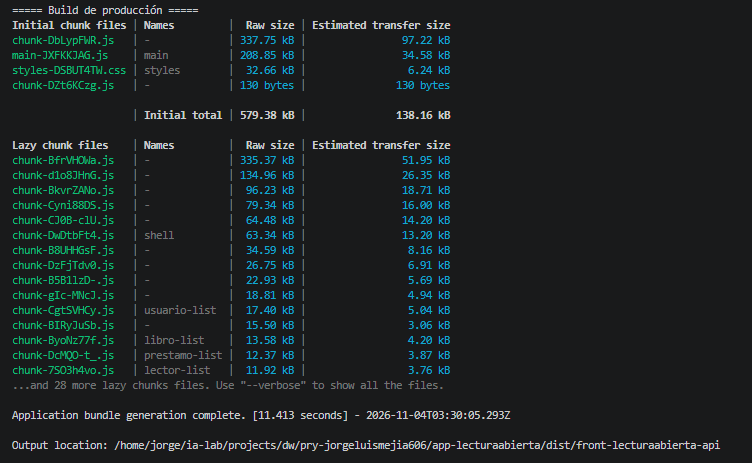 ===== Build de producción =====
Initial chunk files | Names | Raw size | Estimated transfer size
chunk-DbLypFWR.js | - | 337.75 kB | 97.22 kB
main-JXFKKJAG.js | main | 208.85 kB | 34.58 kB
styles-DSBUT4TW.css | styles | 32.66 kB | 6.24 kB
chunk-DZt6KCzg.js | - | 130 bytes | 130 bytes
| Initial total | 579.38 kB | 138.16 kB
Lazy chunk files | Names | Raw size | Estimated transfer size
chunk-BfrVHOWa.js | - | 335.37 kB | 51.95 kB
chunk-d1o8JHnG.js | - | 134.96 kB | 26.35 kB
chunk-BkvrZANo.js | - | 96.23 kB | 18.71 kB
chunk-Cyni88DS.js | - | 79.34 kB | 16.00 kB
chunk-CJ0B-clU.js | - | 64.48 kB | 14.20 kB
chunk-DwDtbFt4.js | shell | 63.34 kB | 13.20 kB
chunk-B8UHHGsF.js | - | 34.59 kB | 8.16 kB
chunk-DzFjTdv0.js | - | 26.75 kB | 6.91 kB
chunk-B5B1lzD-.js | - | 22.93 kB | 5.69 kB
chunk-gIc-MNcJ.js | - | 18.81 kB | 4.94 kB
chunk-CgtSVHCy.js | usuario-list | 17.40 kB | 5.04 kB
chunk-BIRyJuSb.js | - | 15.50 kB | 3.06 kB
chunk-ByoNz77f.js | libro-list | 13.58 kB | 4.20 kB
chunk-DcMQO-t_.js | prestamo-list | 12.37 kB | 3.87 kB
chunk-7SO3h4vo.js | lector-list | 11.92 kB | 3.76 kB
...and 28 more lazy chunks files. Use "--verbose" to show all the files.
Application bundle generation complete. [11.413 seconds] - 2026-11-04T03:30:05.293Z
Output location: /home/jorge/ia-lab/projects/dw/pry-jorgeluismejia606/app-lecturaabierta/dist/front-lecturaabierta-api